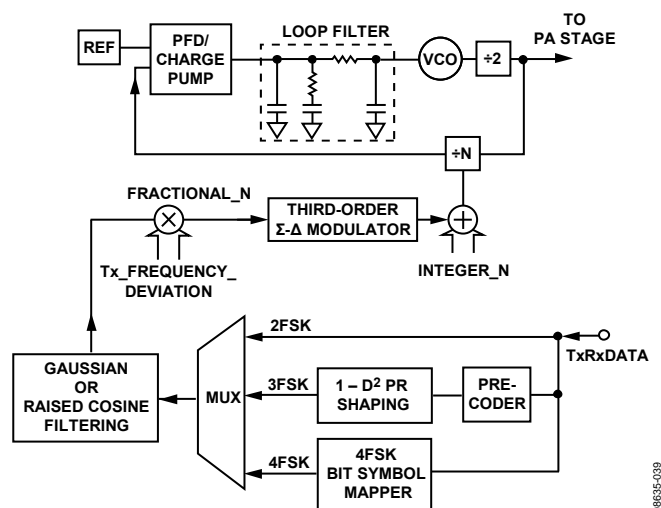 TO
PA STAGE
LOOP FILTER
REF
PFD/
CHARGE
PUMP
VCO
÷2
÷N
FRACTIONAL_N
×
THIRD-ORDER
Σ-Δ MODULATOR
+
Tx_FREQUENCY_
DEVIATION
INTEGER_N
2FSK
TxRxDATA
GAUSSIAN
OR
RAISED COSINE
FILTERING
MUX
3FSK
1 – D² PR
SHAPING
PRE-
CODER
4FSK
4FSK
BIT SYMBOL
MAPPER
08635-039